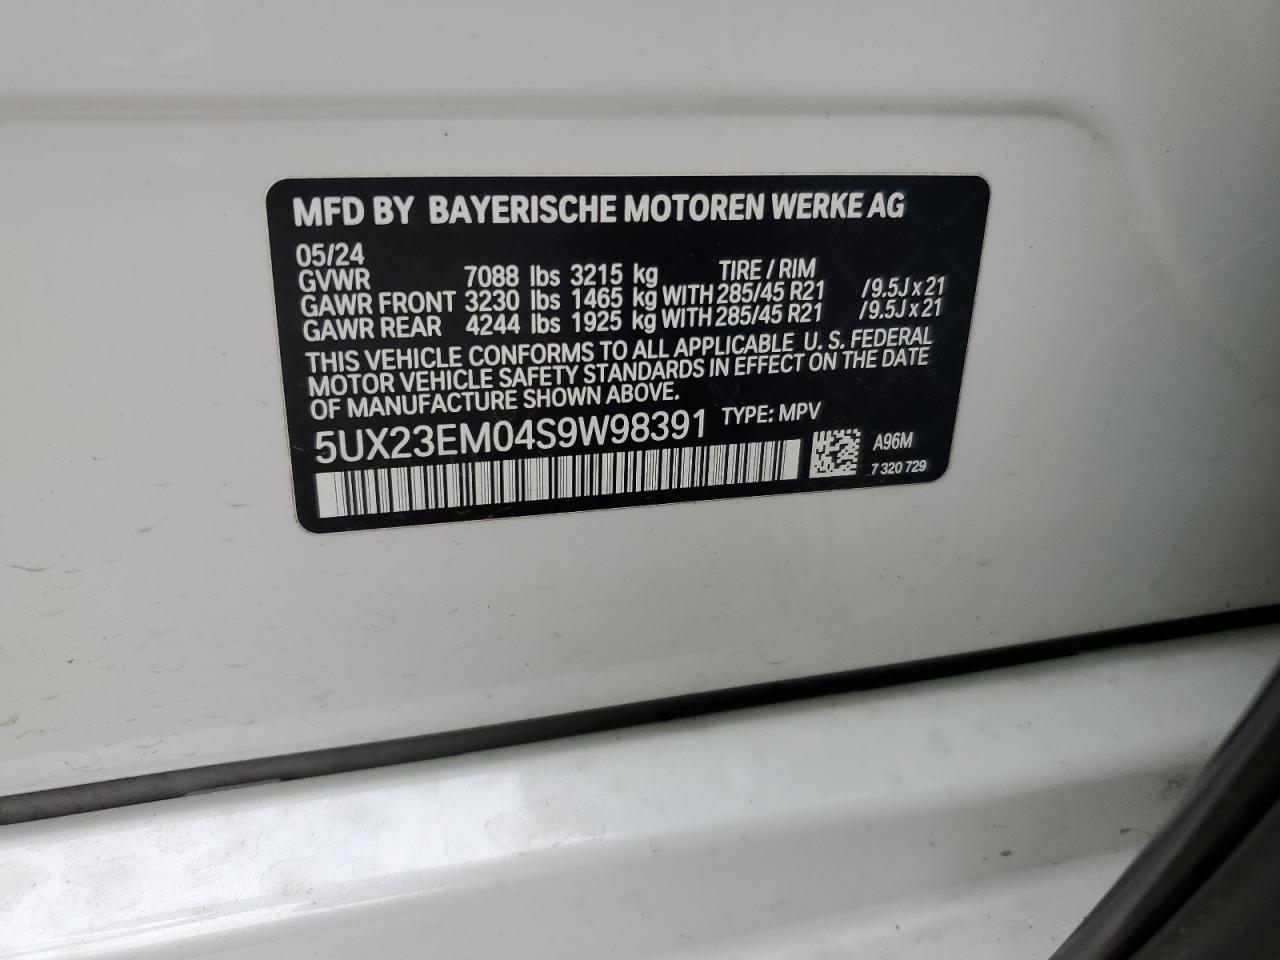 MFD BY BAYERISCHE MOTOREN WERKE AG
05/24
GVWR 7088 lbs 3215 kg TIRE / RIM
GAWR FRONT 3230 lbs 1465 kg WITH 285/45 R21 /9.5J x 21
GAWR REAR 4244 lbs 1925 kg WITH 285/45 R21 /9.5J x 21
THIS VEHICLE CONFORMS TO ALL APPLICABLE U. S. FEDERAL
MOTOR VEHICLE SAFETY STANDARDS IN EFFECT ON THE DATE
OF MANUFACTURE SHOWN ABOVE.
5UX23EM04S9W98391 TYPE: MPV
A96M
7 320 729